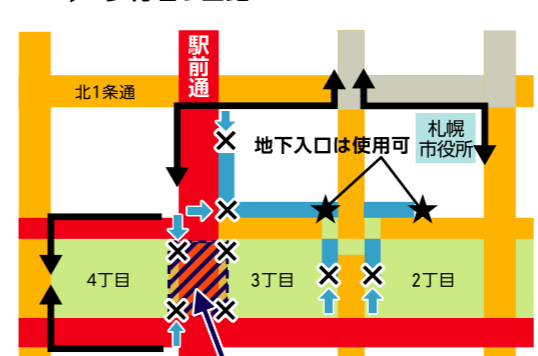 駅前通
北1条通
地下入口は使用可
札幌
市役所
4丁目
3丁目
2丁目